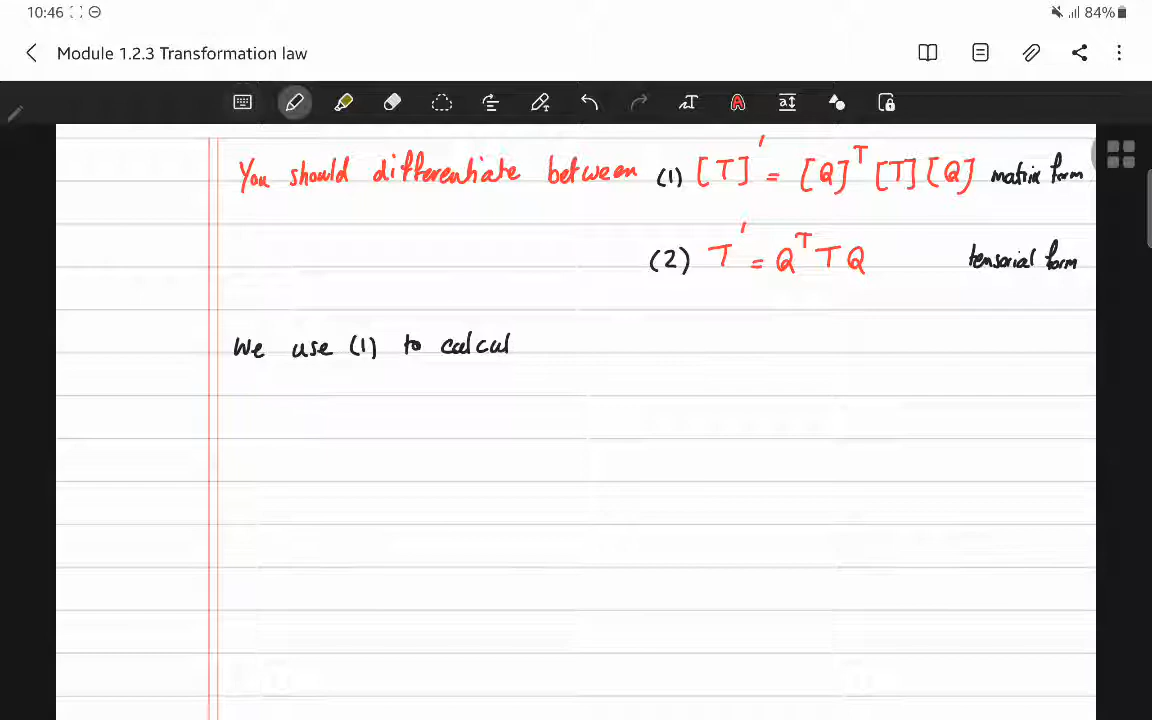 10:46 84%
Module 1.2.3 Transformation law
You should differentiate between (1) [T]' = [Q]ᵀ [T][Q] matrix form
(2) T' = Qᵀ T Q tensorial form
We use (1) to calcul